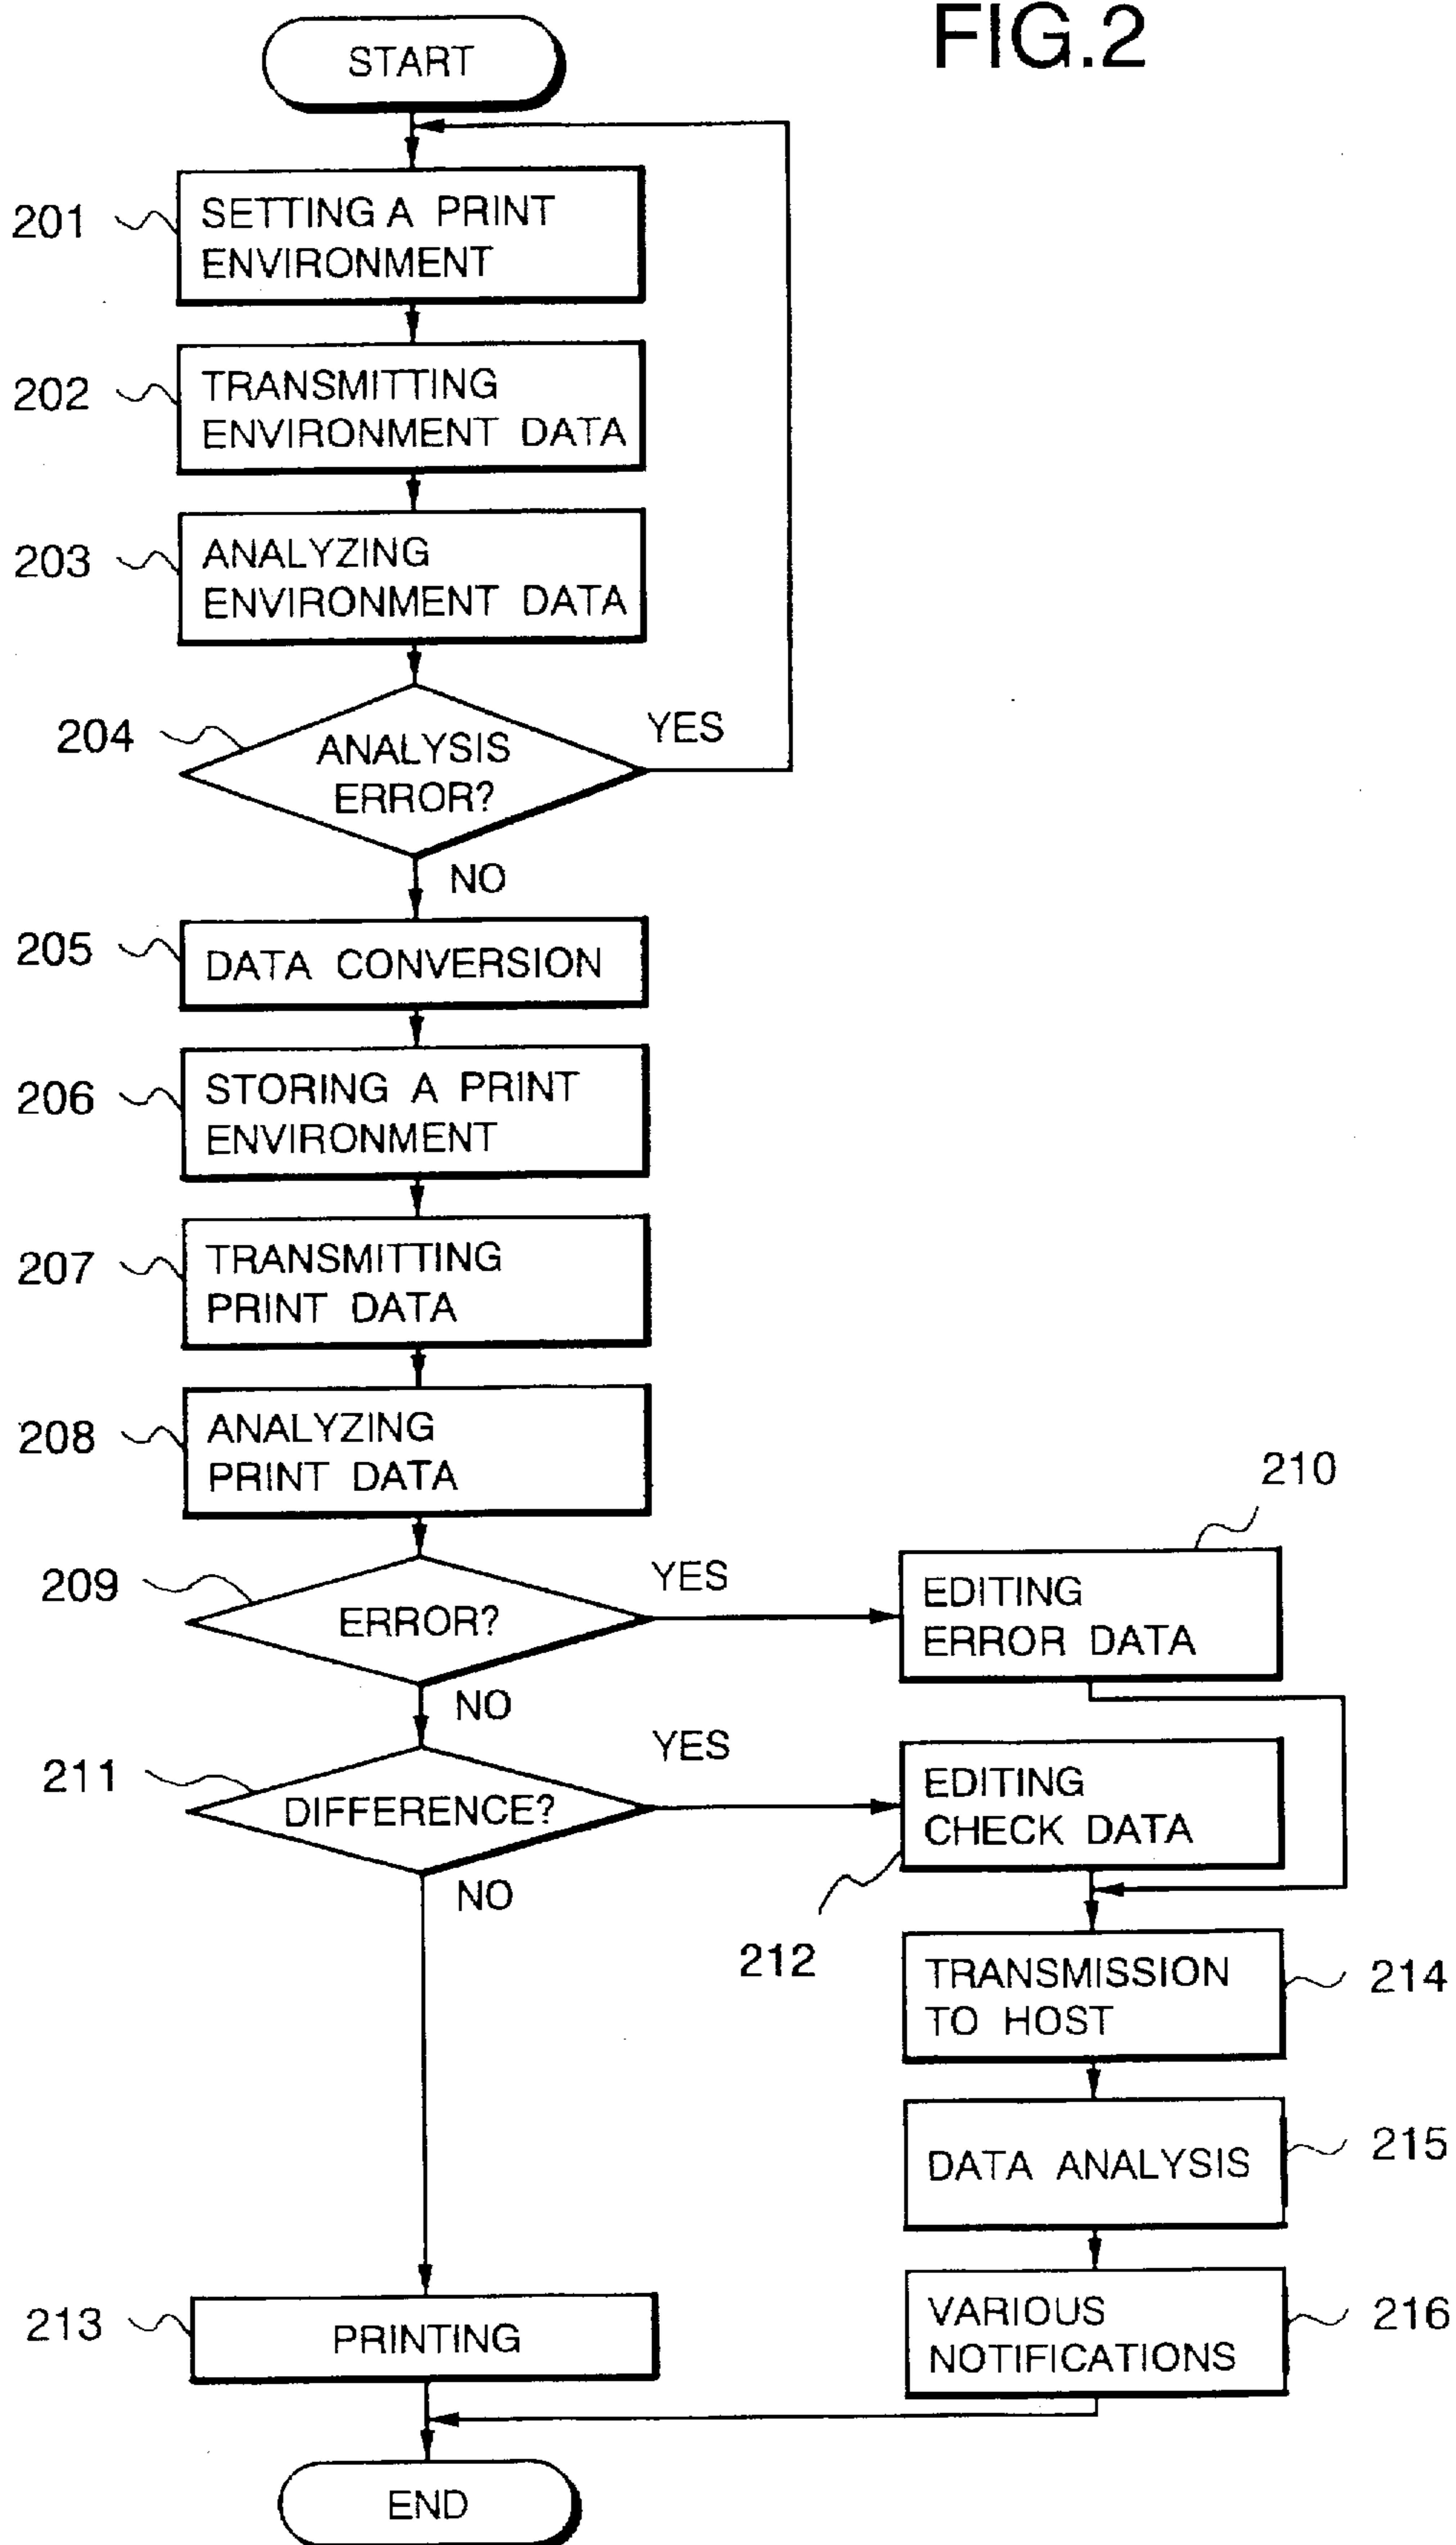 FIG.2
START
201
SETTING A PRINT
ENVIRONMENT
202
TRANSMITTING
ENVIRONMENT DATA
203
ANALYZING
ENVIRONMENT DATA
204
ANALYSIS
ERROR?
YES
NO
205
DATA CONVERSION
206
STORING A PRINT
ENVIRONMENT
207
TRANSMITTING
PRINT DATA
208
ANALYZING
PRINT DATA
209
ERROR?
YES
NO
210
EDITING
ERROR DATA
211
DIFFERENCE?
YES
NO
EDITING
CHECK DATA
212
TRANSMISSION
TO HOST
214
DATA ANALYSIS
215
VARIOUS
NOTIFICATIONS
216
213
PRINTING
END